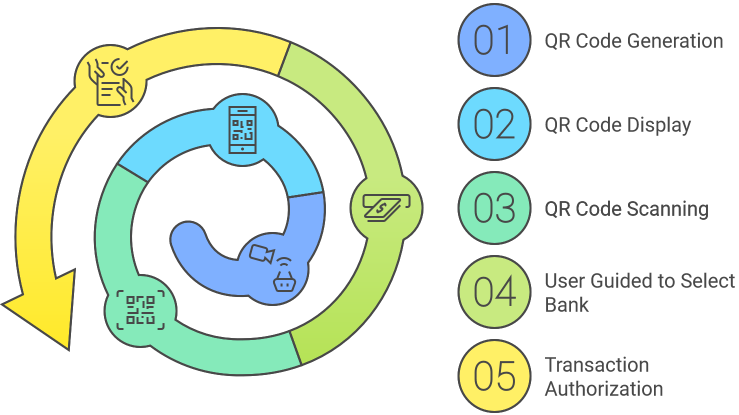 01
QR Code Generation
02
QR Code Display
03
QR Code Scanning
04
User Guided to Select
Bank
05
Transaction
Authorization
$